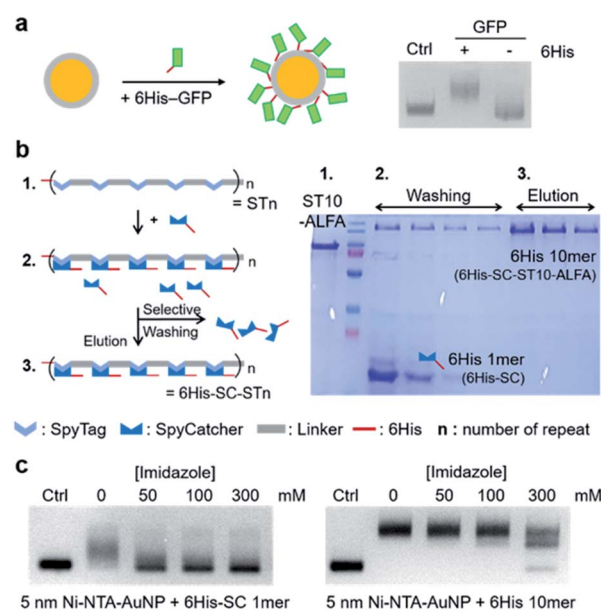 a
+ 6His–GFP
GFP
Ctrl + - 6His
b
1. n
= STn
+
2. n
Selective
Elution Washing
3. n
= 6His-SC-STn
1. 2. 3.
ST10 Washing Elution
-ALFA
6His 10mer
(6His-SC-ST10-ALFA)
6His 1mer
(6His-SC)
: SpyTag : SpyCatcher : Linker : 6His n : number of repeat
c
[Imidazole]
Ctrl 0 50 100 300 mM
5 nm Ni-NTA-AuNP + 6His-SC 1mer
[Imidazole]
Ctrl 0 50 100 300 mM
5 nm Ni-NTA-AuNP + 6His 10mer